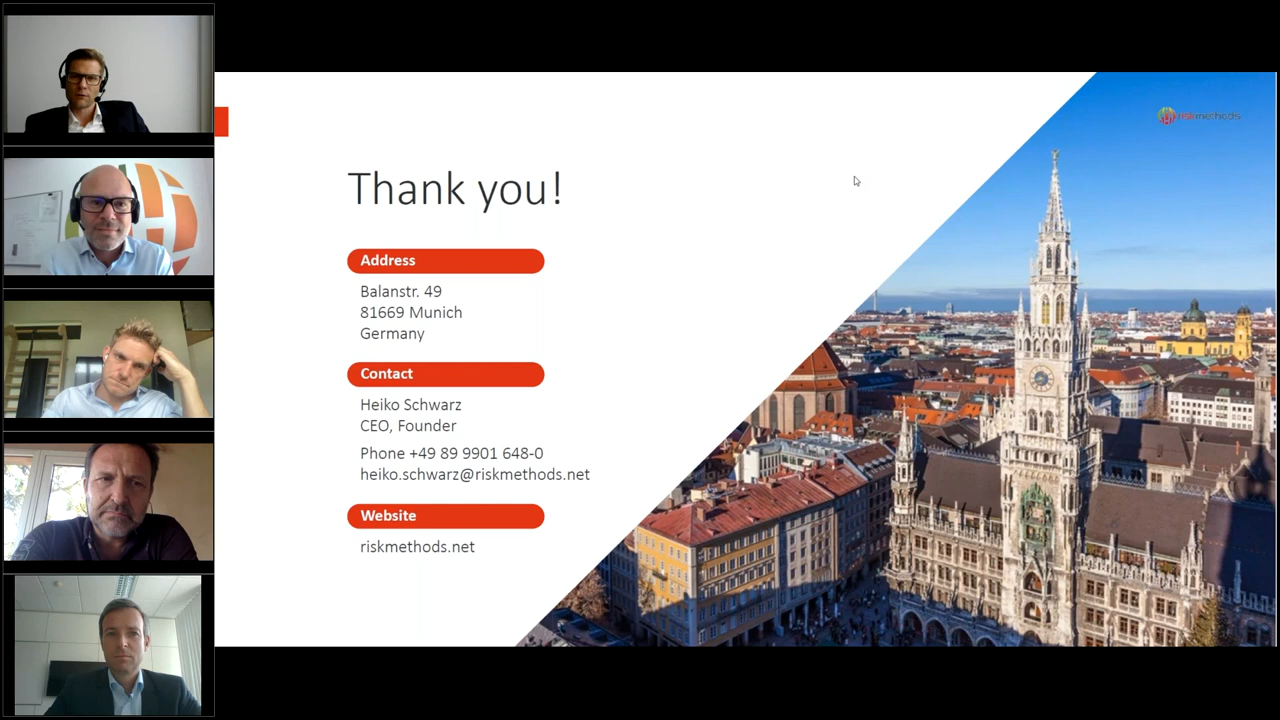 riskmethods
Thank you!
Address
Balanstr. 49
81669 Munich
Germany
Contact
Heiko Schwarz
CEO, Founder
Phone +49 89 9901 648-0
heiko.schwarz@riskmethods.net
Website
riskmethods.net